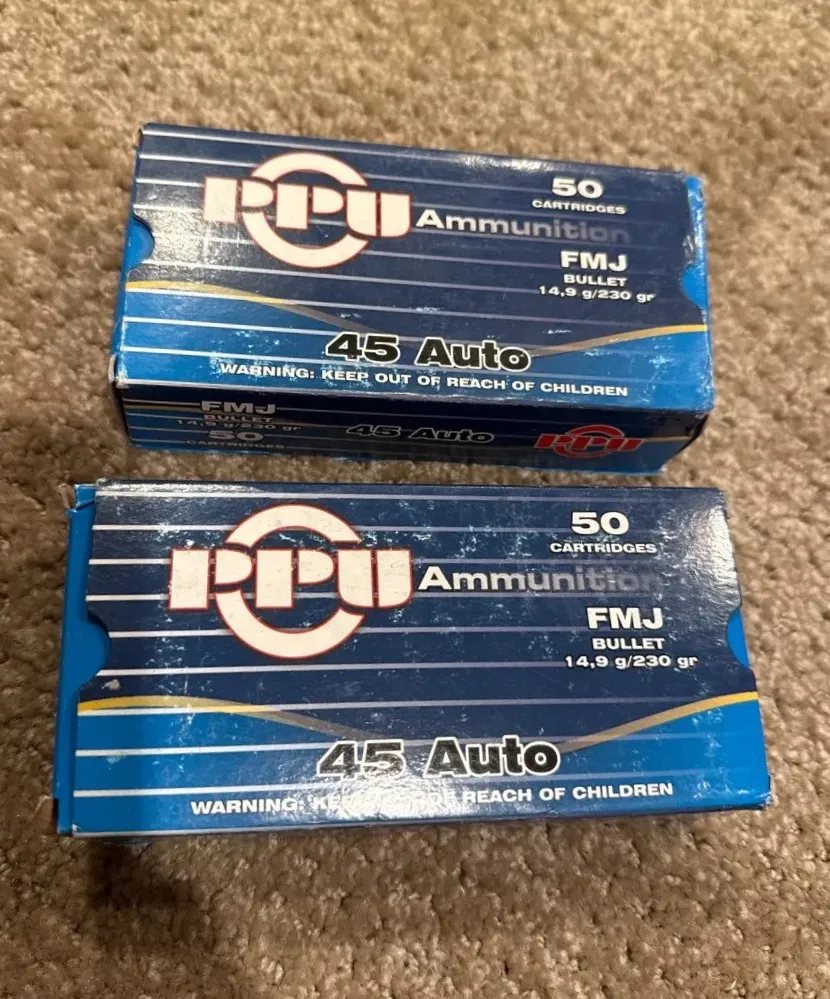 PPU Ammunition
50
CARTRIDGES
FMJ
BULLET
14,9 g/230 gr
45 Auto
WARNING: KEEP OUT OF REACH OF CHILDREN
FMJ
BULLET
14,9 g/230 gr
50
CARTRIDGES
45 Auto
PPU
PPU Ammunition
50
CARTRIDGES
FMJ
BULLET
14,9 g/230 gr
45 Auto
WARNING: REACH OF CHILDREN